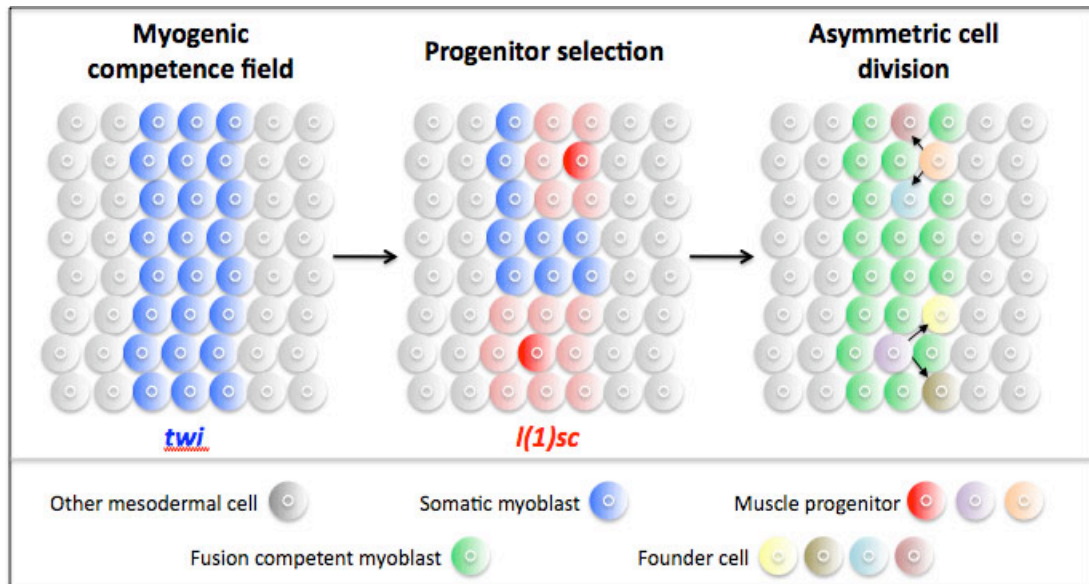 Myogenic
competence field
Progenitor selection
Asymmetric cell
division
twi
l(1)sc
Other mesodermal cell
Somatic myoblast
Muscle progenitor
Fusion competent myoblast
Founder cell